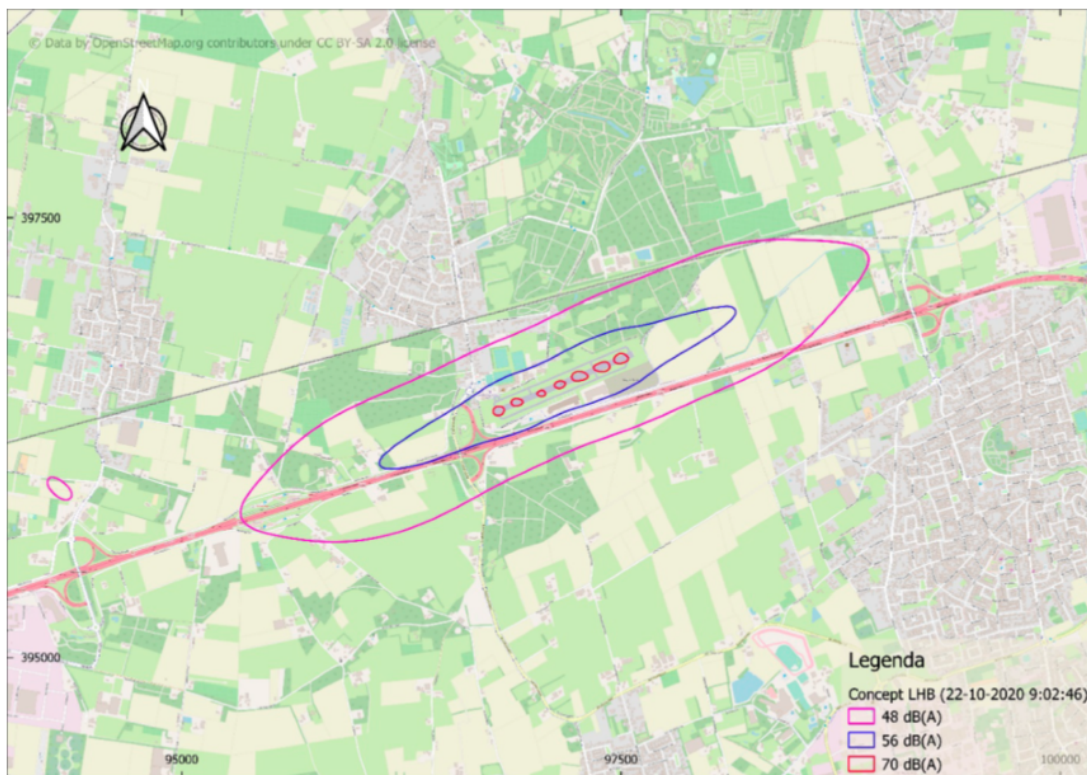 © Data by OpenStreetMap.org contributors under CC BY-SA 2.0 license
N
397500
395000
Legenda
Concept LHB (22-10-2020 9:02:46)
48 dB(A)
56 dB(A)
70 dB(A)
95000
97500
100000